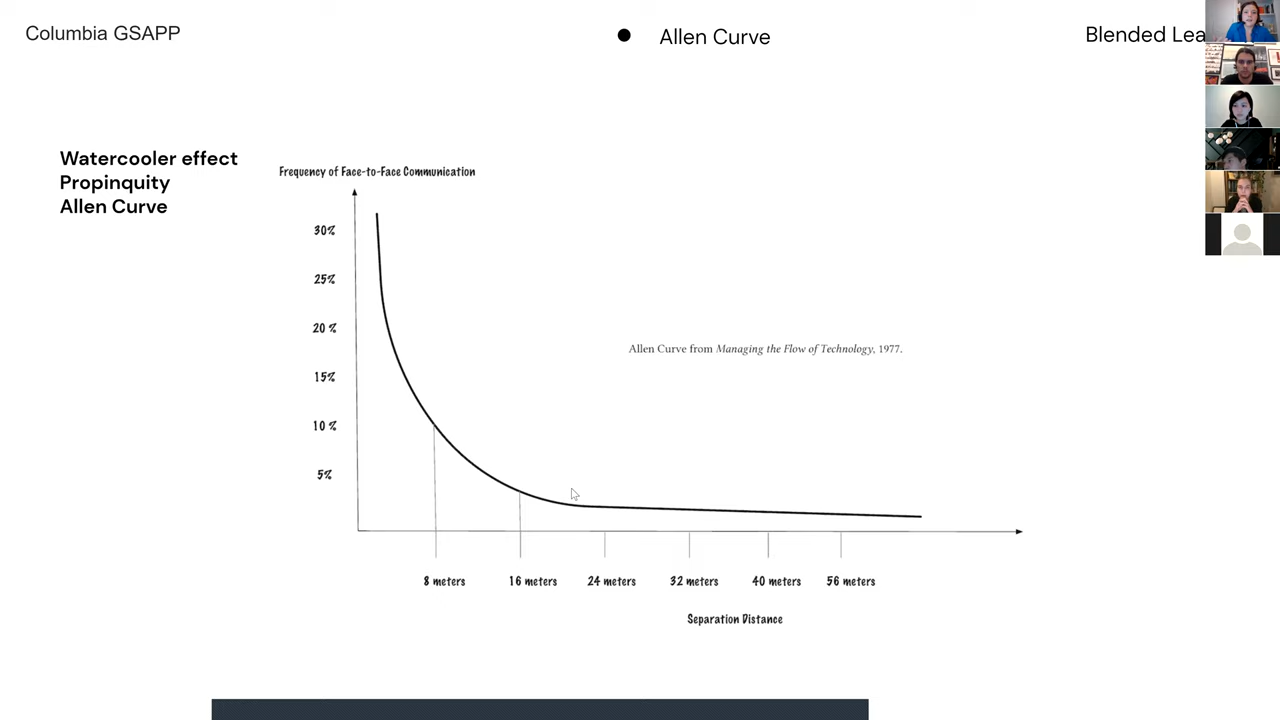 Columbia GSAPP
● Allen Curve
Blended Lea
Watercooler effect
Propinquity
Allen Curve
Frequency of Face-to-Face Communication
30%
25%
20 %
15%
10 %
5%
Allen Curve from Managing the Flow of Technology, 1977.
8 meters 16 meters 24 meters 32 meters 40 meters 56 meters
Separation Distance